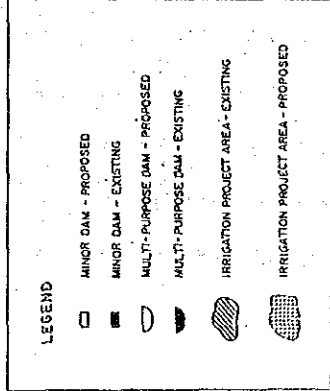 LEGEND
MINOR DAM - PROPOSED
MINOR DAM - EXISTING
MULTI-PURPOSE DAM - PROPOSED
MULTI-PURPOSE DAM - EXISTING
IRRIGATION PROJECT AREA - EXISTING
IRRIGATION PROJECT AREA - PROPOSED